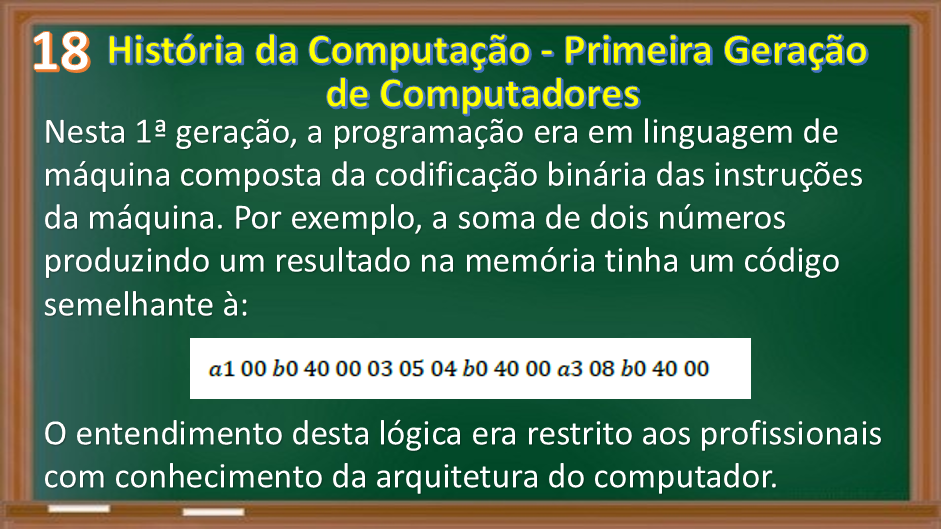 18 História da Computação - Primeira Geração
de Computadores
Nesta 1ª geração, a programação era em linguagem de
máquina composta da codificação binária das instruções
da máquina. Por exemplo, a soma de dois números
produzindo um resultado na memória tinha um código
semelhante à:
a1 00 b0 40 00 03 05 04 b0 40 00 a3 08 b0 40 00
O entendimento desta lógica era restrito aos profissionais
com conhecimento da arquitetura do computador.